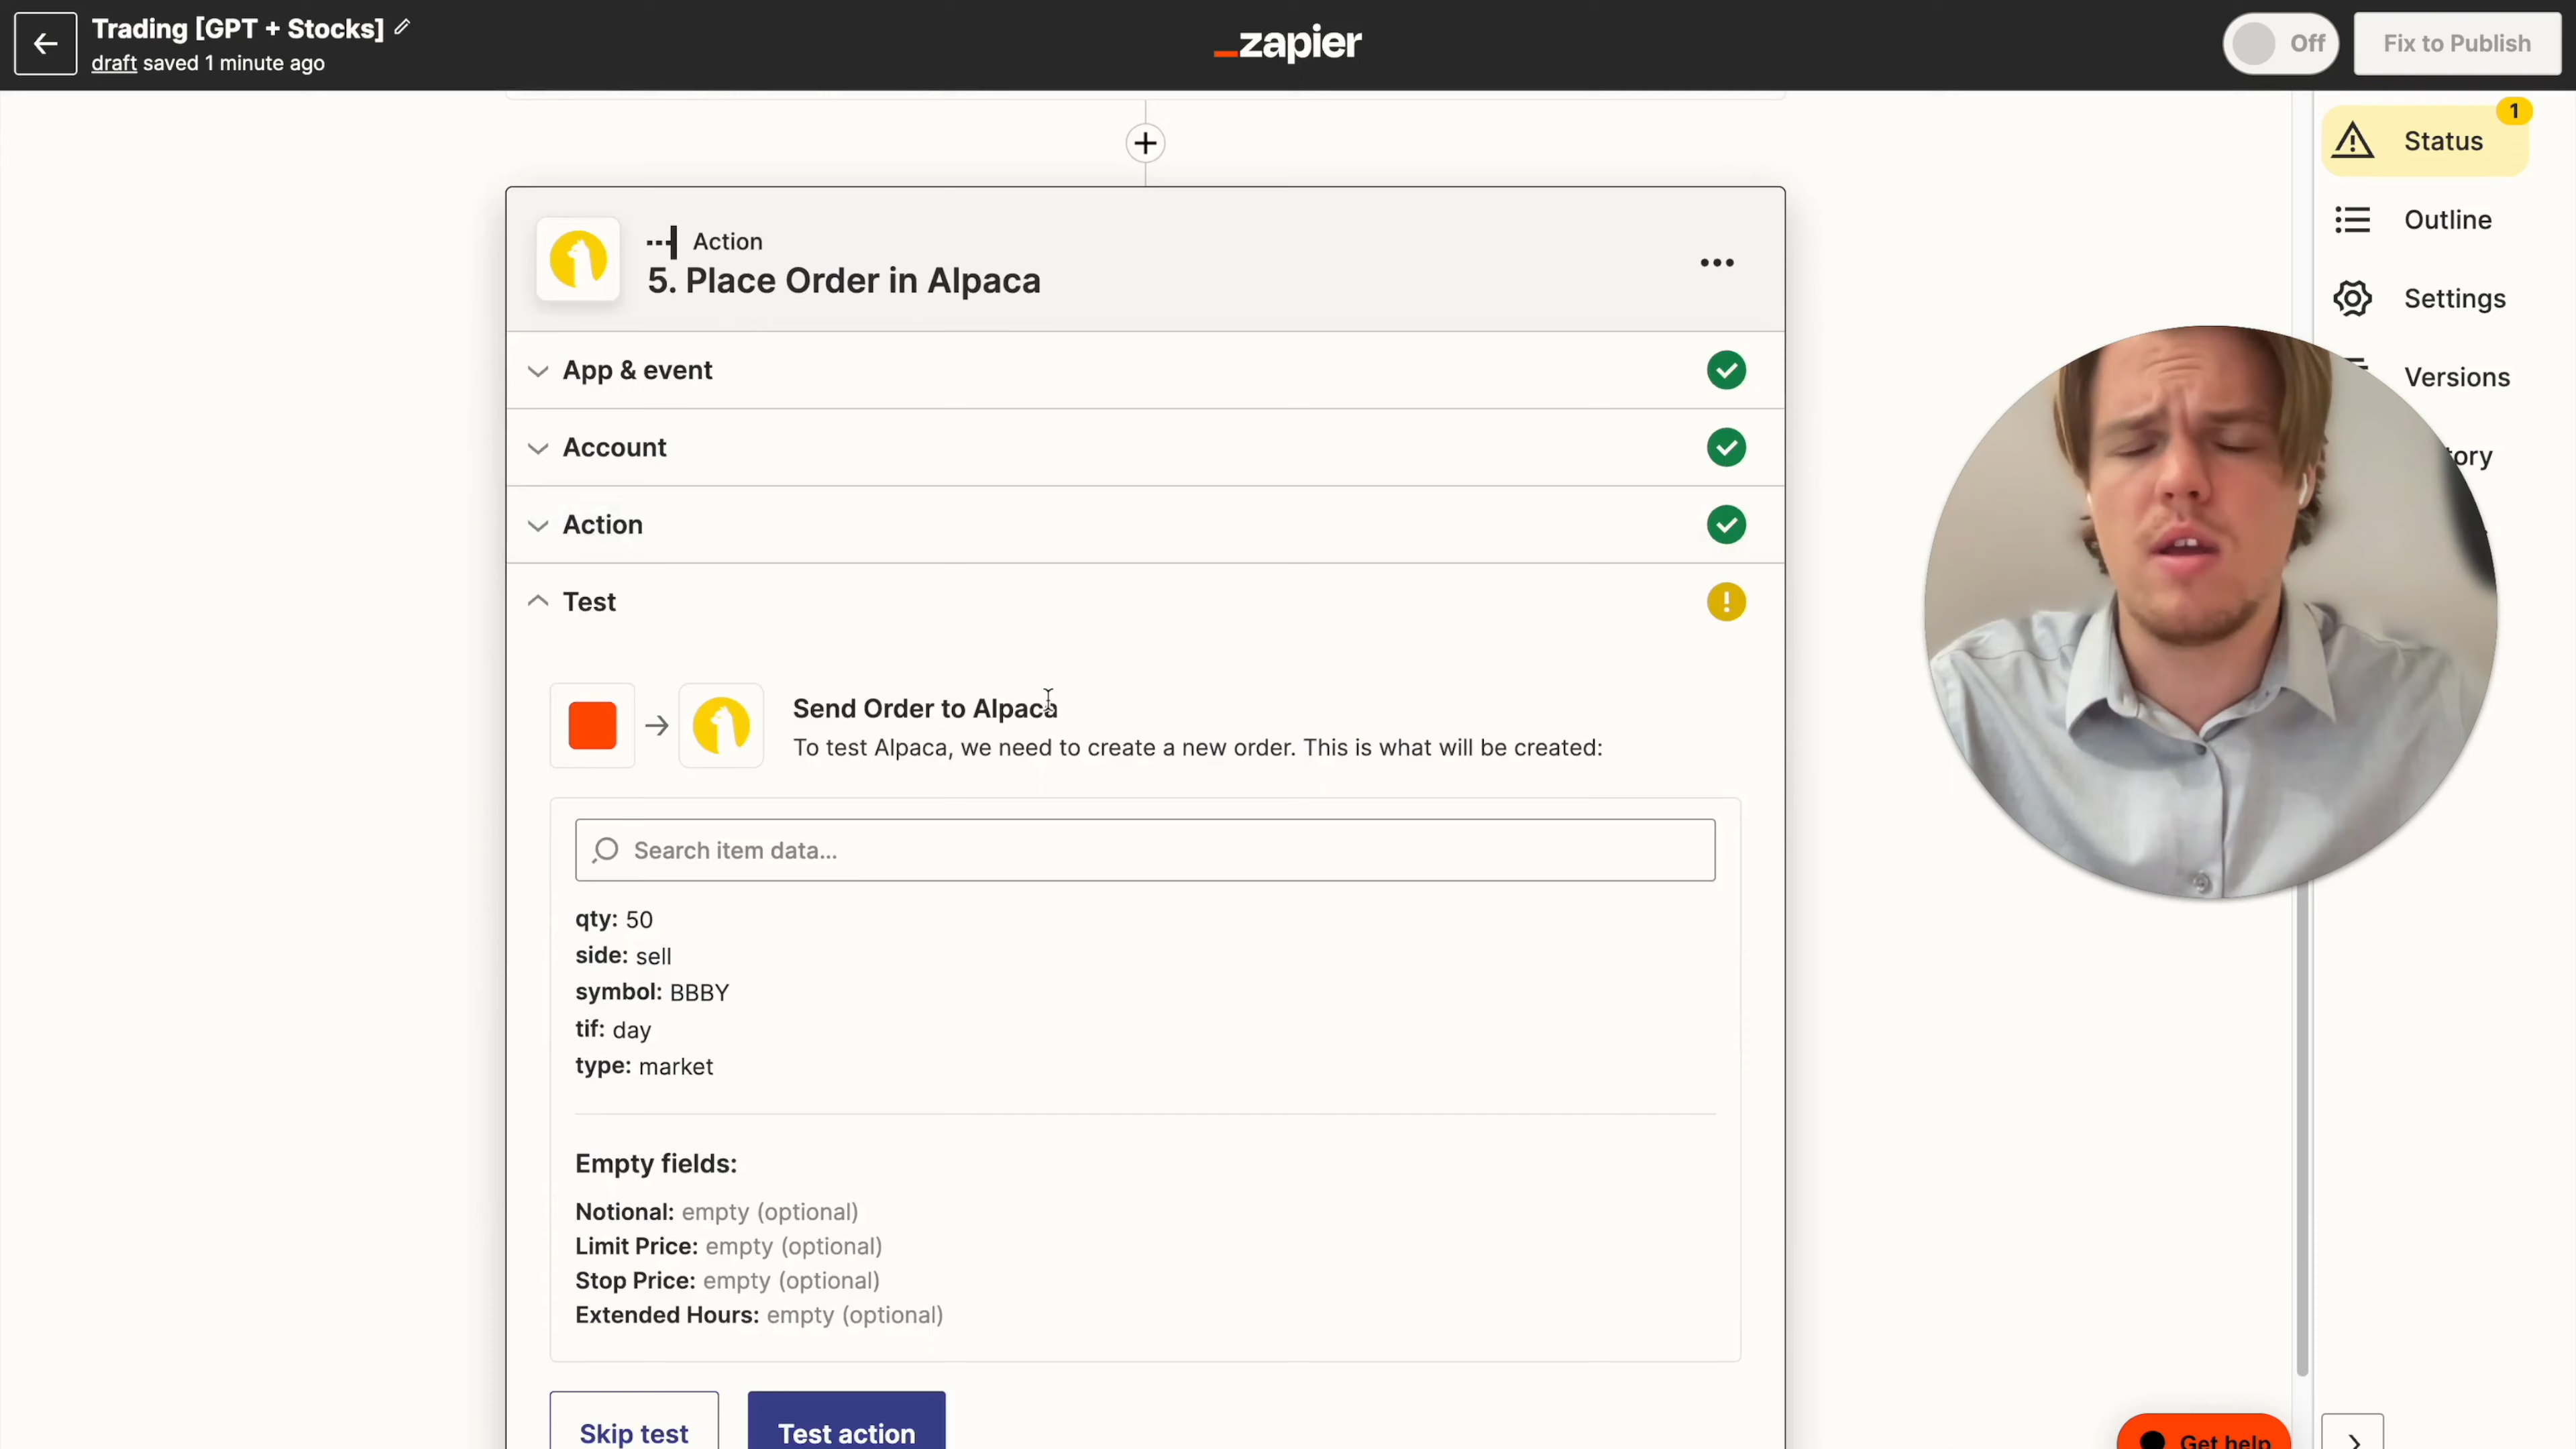 Trading [GPT + Stocks]
draft saved 1 minute ago
zapier
Off
Fix to Publish
1
Status
Outline
Settings
Versions
tory
Action
5. Place Order in Alpaca
App & event
Account
Action
Test
Send Order to Alpaca
To test Alpaca, we need to create a new order. This is what will be created:
Search item data...
qty: 50
side: sell
symbol: BBBY
tif: day
type: market
Empty fields:
Notional: empty (optional)
Limit Price: empty (optional)
Stop Price: empty (optional)
Extended Hours: empty (optional)
Skip test
Test action
Get help